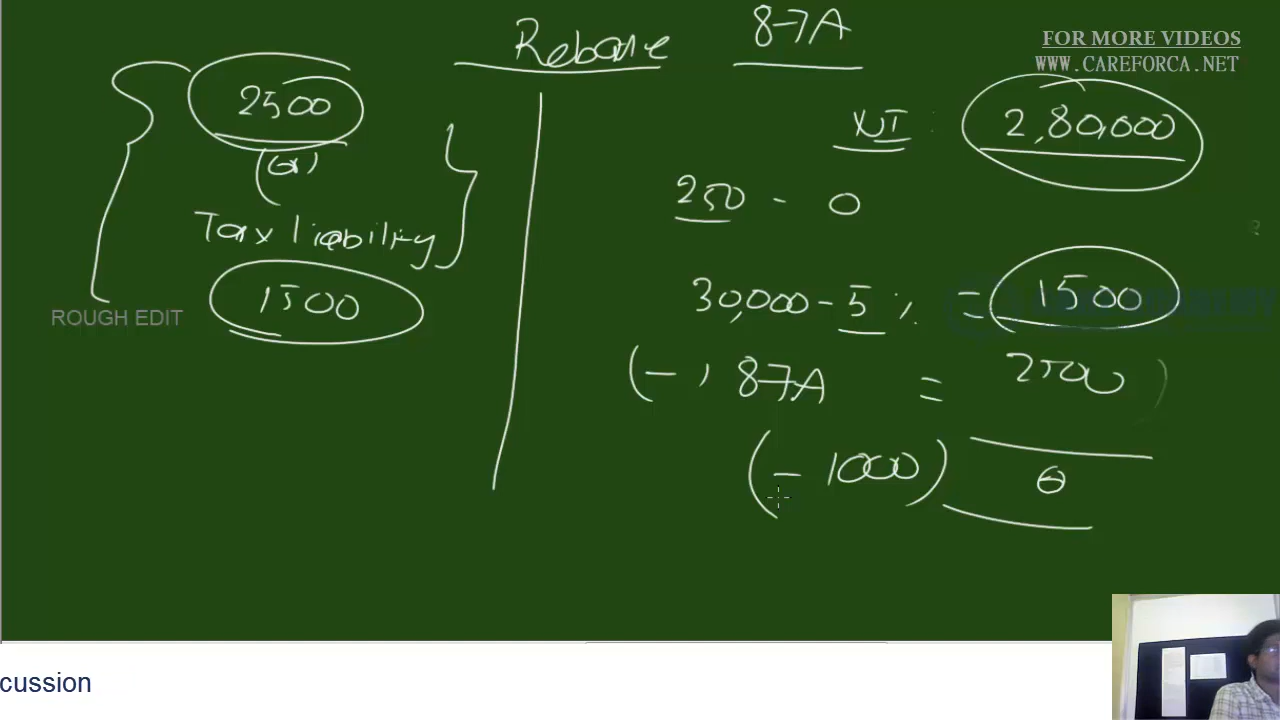 Rebate 87A
FOR MORE VIDEOS
WWW.CAREFORCA.NET
2500
(or)
Tax liability
1500
ROUGH EDIT
NI : 2,80,000
250 - 0
30,000 - 5 % = 1500
(-) 87A = 2500
(- 1000) 0
cussion